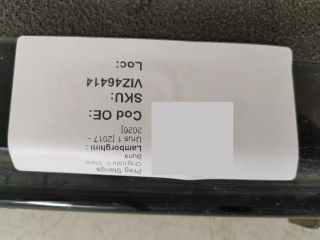 Prag Stanga
Originala In Stare
Buna
Lamborghini :
Urus 1 [2017 -
2020]
Cod OE:
SKU:
VIZ46414
Loc: